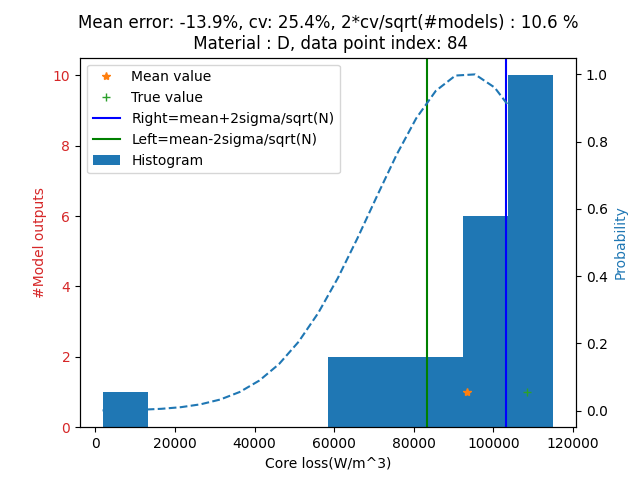 Mean error: -13.9%, cv: 25.4%, 2*cv/sqrt(#models) : 10.6 %
Material : D, data point index: 84
Mean value
True value
Right=mean+2sigma/sqrt(N)
Left=mean-2sigma/sqrt(N)
Histogram
#Model outputs
10
8
6
4
2
0
Probability
1.0
0.8
0.6
0.4
0.2
0.0
0 20000 40000 60000 80000 100000 120000
Core loss(W/m^3)